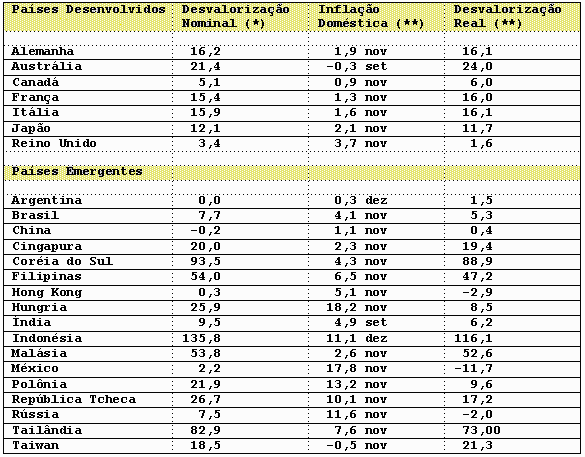 Países Desenvolvidos Desvalorização Nominal (*) Inflação Doméstica (**) Desvalorização Real (**)
Alemanha 16,2 1,9 nov 16,1
Austrália 21,4 -0,3 set 24,0
Canadá 5,1 0,9 nov 6,0
França 15,4 1,3 nov 16,0
Itália 15,9 1,6 nov 16,1
Japão 12,1 2,1 nov 11,7
Reino Unido 3,4 3,7 nov 1,6
Países Emergentes
Argentina 0,0 0,3 dez 1,5
Brasil 7,7 4,1 nov 5,3
China -0,2 1,1 nov 0,4
Cingapura 20,0 2,3 nov 19,4
Coréia do Sul 93,5 4,3 nov 88,9
Filipinas 54,0 6,5 nov 47,2
Hong Kong 0,3 5,1 nov -2,9
Hungria 25,9 18,2 nov 8,5
Índia 9,5 4,9 set 6,2
Indonésia 135,8 11,1 dez 116,1
Malásia 53,8 2,6 nov 52,6
México 2,2 17,8 nov -11,7
Polônia 21,9 13,2 nov 9,6
República Tcheca 26,7 10,1 nov 17,2
Rússia 7,5 11,6 nov -2,0
Tailândia 82,9 7,6 nov 73,00
Taiwan 18,5 -0,5 nov 21,3